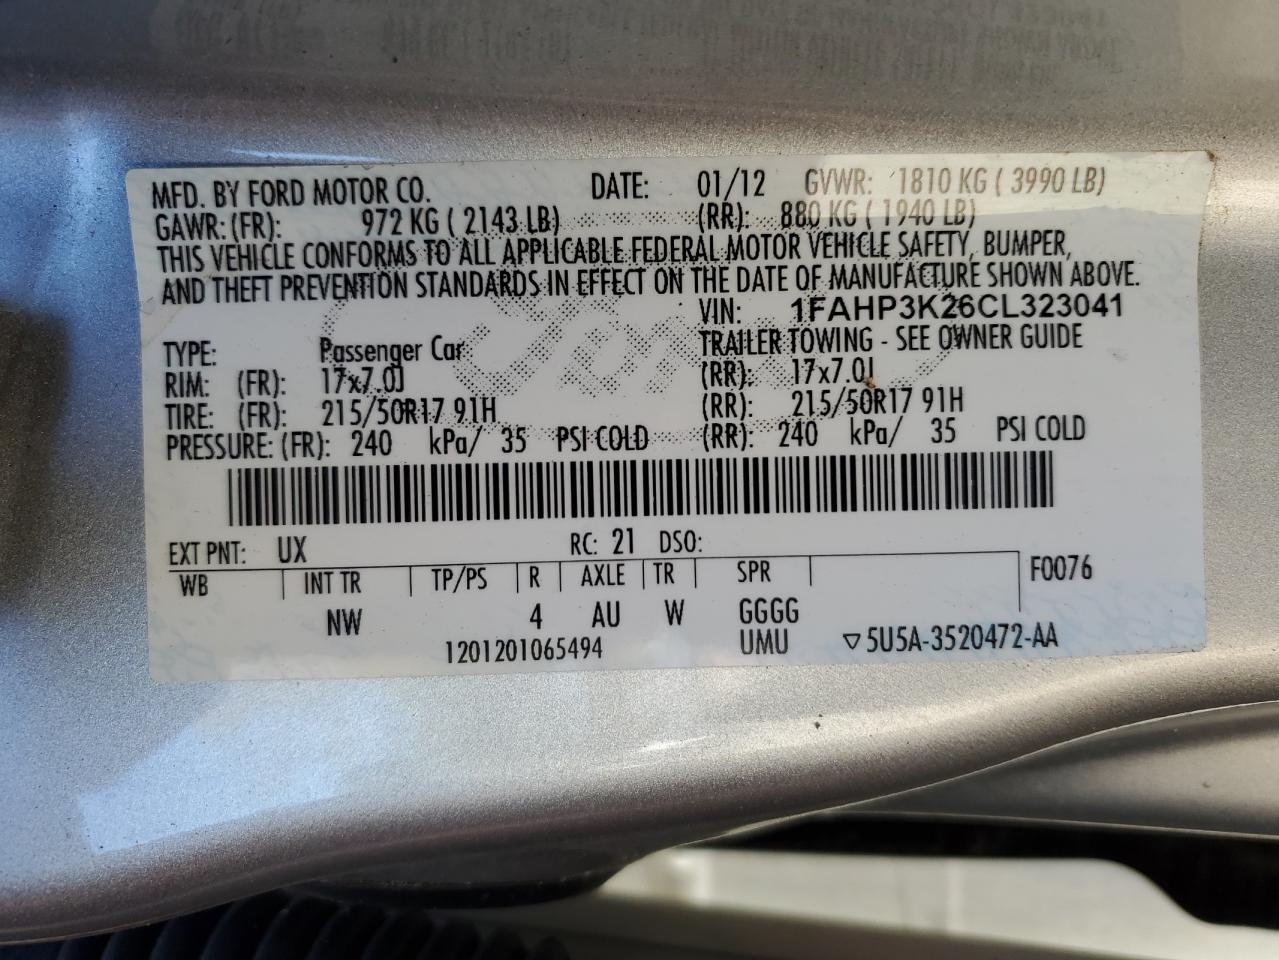 MFD. BY FORD MOTOR CO. DATE: 01/12 GVWR: 1810 KG ( 3990 LB)
GAWR: (FR): 972 KG ( 2143 LB) (RR): 880 KG ( 1940 LB)
THIS VEHICLE CONFORMS TO ALL APPLICABLE FEDERAL MOTOR VEHICLE SAFETY, BUMPER,
AND THEFT PREVENTION STANDARDS IN EFFECT ON THE DATE OF MANUFACTURE SHOWN ABOVE.
VIN: 1FAHP3K26CL323041
TYPE: Passenger Car TRAILER TOWING - SEE OWNER GUIDE
RIM: (FR): 17x7.0J (RR): 17x7.0J
TIRE: (FR): 215/50R17 91H (RR): 215/50R17 91H
PRESSURE: (FR): 240 kPa/ 35 PSI COLD (RR): 240 kPa/ 35 PSI COLD
EXT PNT: UX RC: 21 DSO:
WB INT TR TP/PS R AXLE TR SPR F0076
NW 4 AU W GGGG
1201201065494 UMU ▽5U5A-3520472-AA